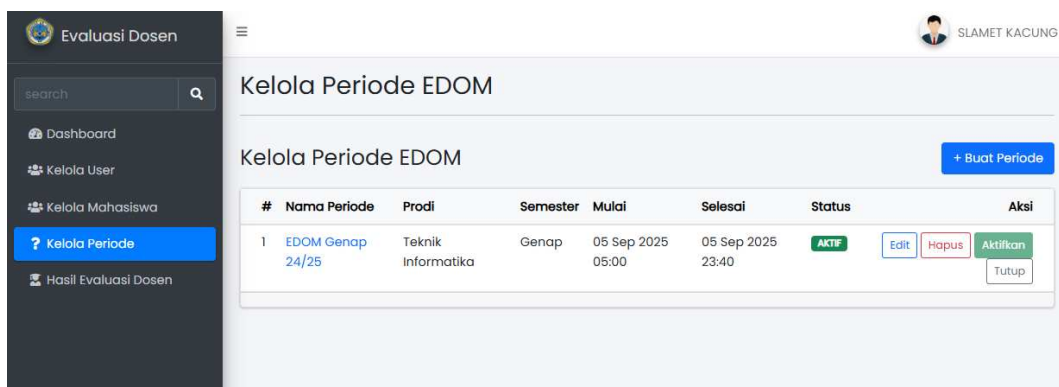 Evaluasi Dosen
SLAMET KACUNG
search
Dashboard
Kelola User
Kelola Mahasiswa
? Kelola Periode
Hasil Evaluasi Dosen
Kelola Periode EDOM
Kelola Periode EDOM
+ Buat Periode
# Nama Periode Prodi Semester Mulai Selesai Status Aksi
1 EDOM Genap Teknik Genap 05 Sep 2025 05 Sep 2025 AKTIF Edit Hapus Aktifkan
24/25 Informatika 05:00 23:40 Tutup